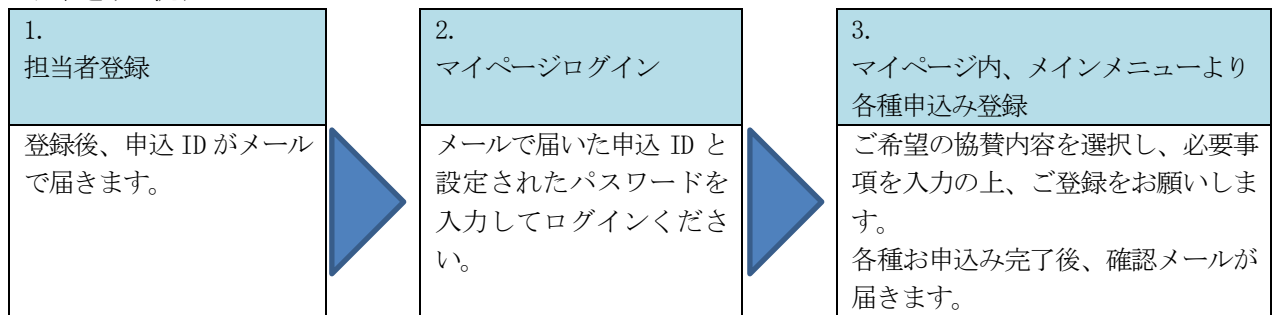 1.
担当者登録
登録後、申込 ID がメール
で届きます。
2.
マイページログイン
メールで届いた申込 ID と
設定されたパスワードを
入力してログインくださ
い。
3.
マイページ内、メインメニューより
各種申込み登録
ご希望の協賛内容を選択し、必要事
項を入力の上、ご登録をお願いしま
す。
各種お申込み完了後、確認メールが
届きます。